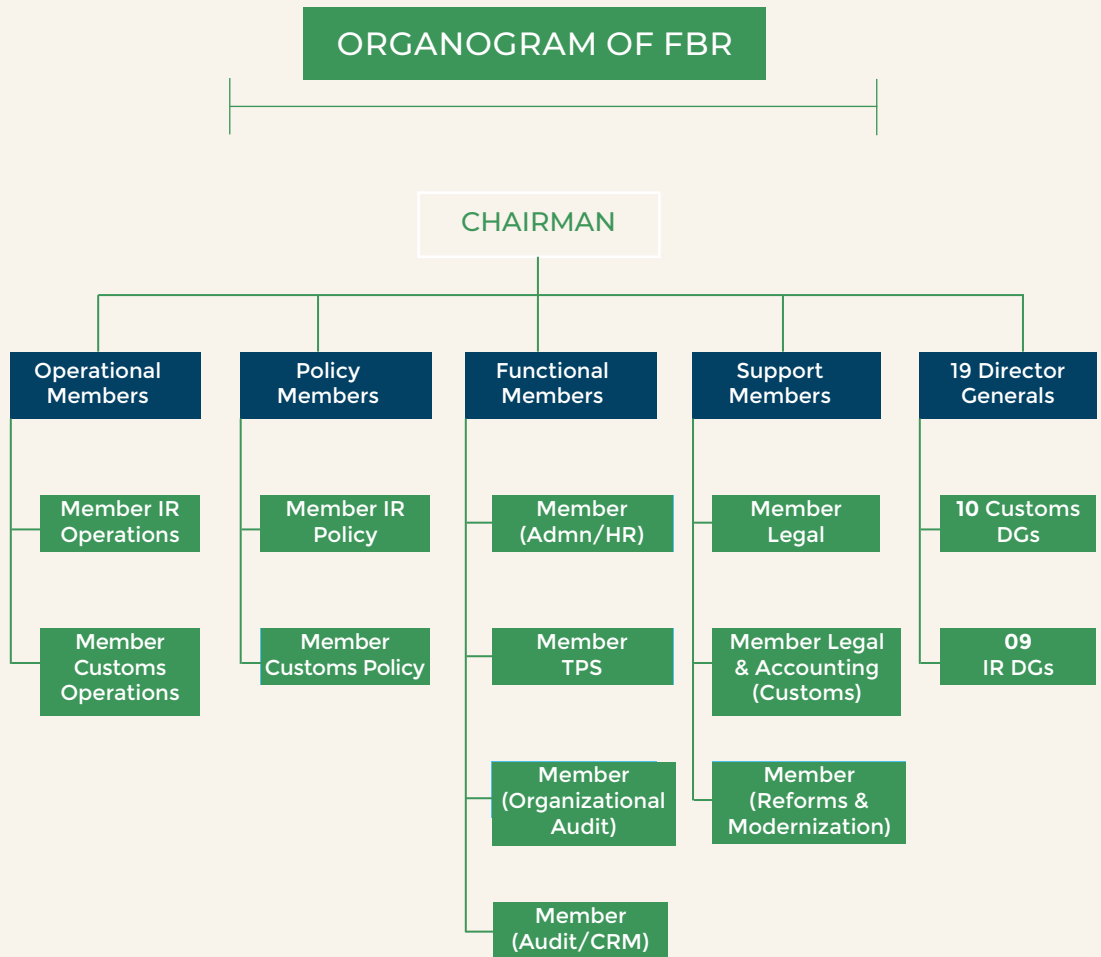 ORGANOGRAM OF FBR
CHAIRMAN
Operational
Members
Policy
Members
Functional
Members
Support
Members
19 Director
Generals
Member IR
Operations
Member IR
Policy
Member
(Admn/HR)
Member
Legal
10 Customs
DGs
Member
Customs
Operations
Member
Customs Policy
Member
TPS
Member Legal
& Accounting
(Customs)
09
IR DGs
Member
(Organizational
Audit)
Member
(Reforms &
Modernization)
Member
(Audit/CRM)